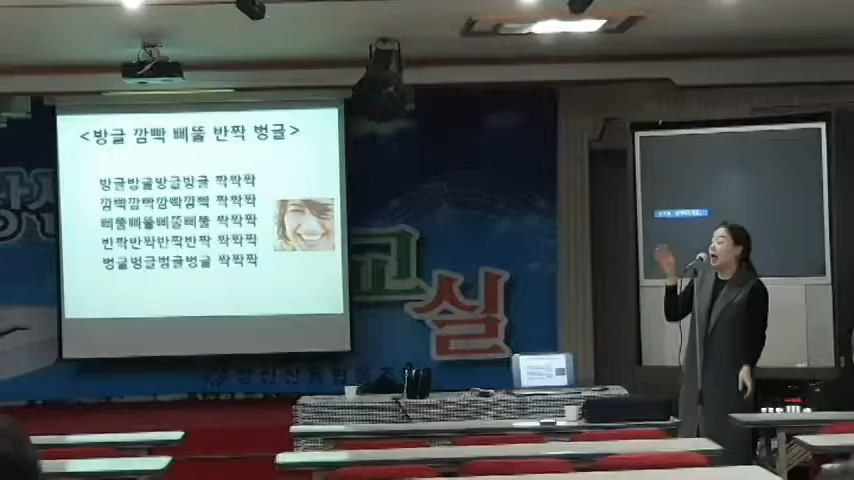 <방글 깜빡 삐뚤 반짝 벙글>
방글방글방글방글 짝짝짝
깜빡깜빡깜빡깜빡 짝짝짝
삐뚤삐뚤삐뚤삐뚤 짝짝짝
반짝반짝반짝반짝 짝짝짝
벙글벙글벙글벙글 짝짝짝
교
실